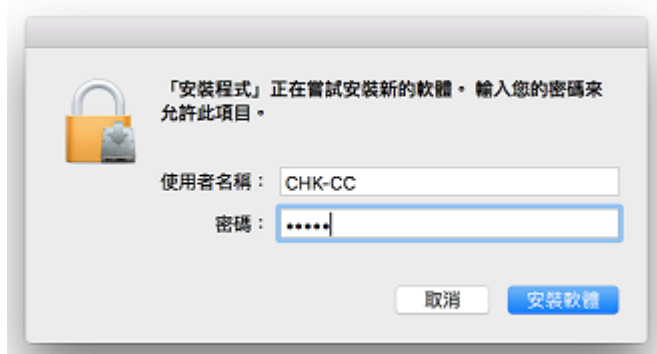 「安裝程式」正在嘗試安裝新的軟體。 輸入您的密碼來
允許此項目。
使用者名稱： CHK-CC
密碼： •••••
取消 安裝軟體